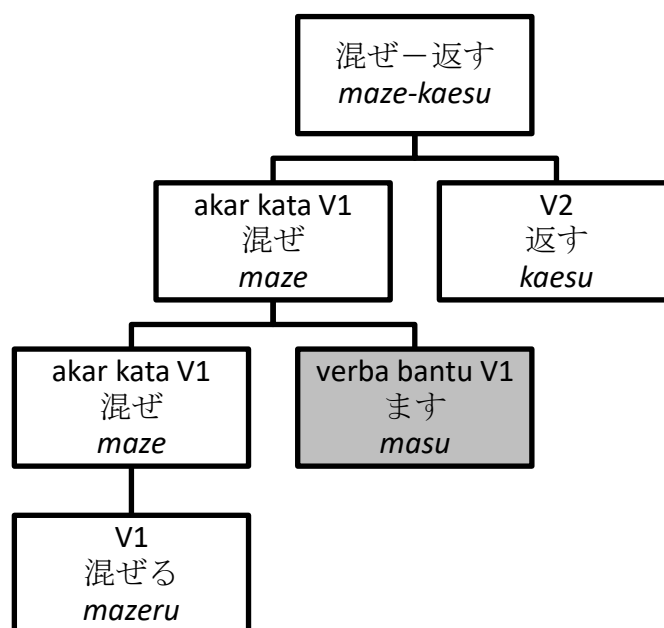 混ぜー返す
maze-kaesu
akar kata V1
混ぜ
maze
V2
返す
kaesu
akar kata V1
混ぜ
maze
verba bantu V1
ます
masu
V1
混ぜる
mazeru